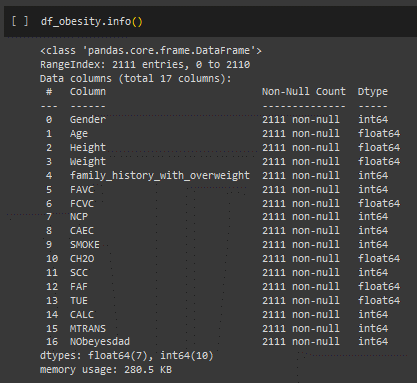 [ ] df_obesity.info()
<class 'pandas.core.frame.DataFrame'>
RangeIndex: 2111 entries, 0 to 2110
Data columns (total 17 columns):
 #   Column                          Non-Null Count  Dtype
---  ------                          --------------  -----
 0   Gender                          2111 non-null   int64
 1   Age                             2111 non-null   float64
 2   Height                          2111 non-null   float64
 3   Weight                          2111 non-null   float64
 4   family_history_with_overweight  2111 non-null   int64
 5   FAVC                            2111 non-null   int64
 6   FCVC                            2111 non-null   float64
 7   NCP                             2111 non-null   int64
 8   CAEC                            2111 non-null   int64
 9   SMOKE                           2111 non-null   int64
 10  CH2O                            2111 non-null   float64
 11  SCC                             2111 non-null   int64
 12  FAF                             2111 non-null   float64
 13  TUE                             2111 non-null   float64
 14  CALC                            2111 non-null   int64
 15  MTRANS                          2111 non-null   int64
 16  NObeyesdad                      2111 non-null   int64
dtypes: float64(7), int64(10)
memory usage: 280.5 KB